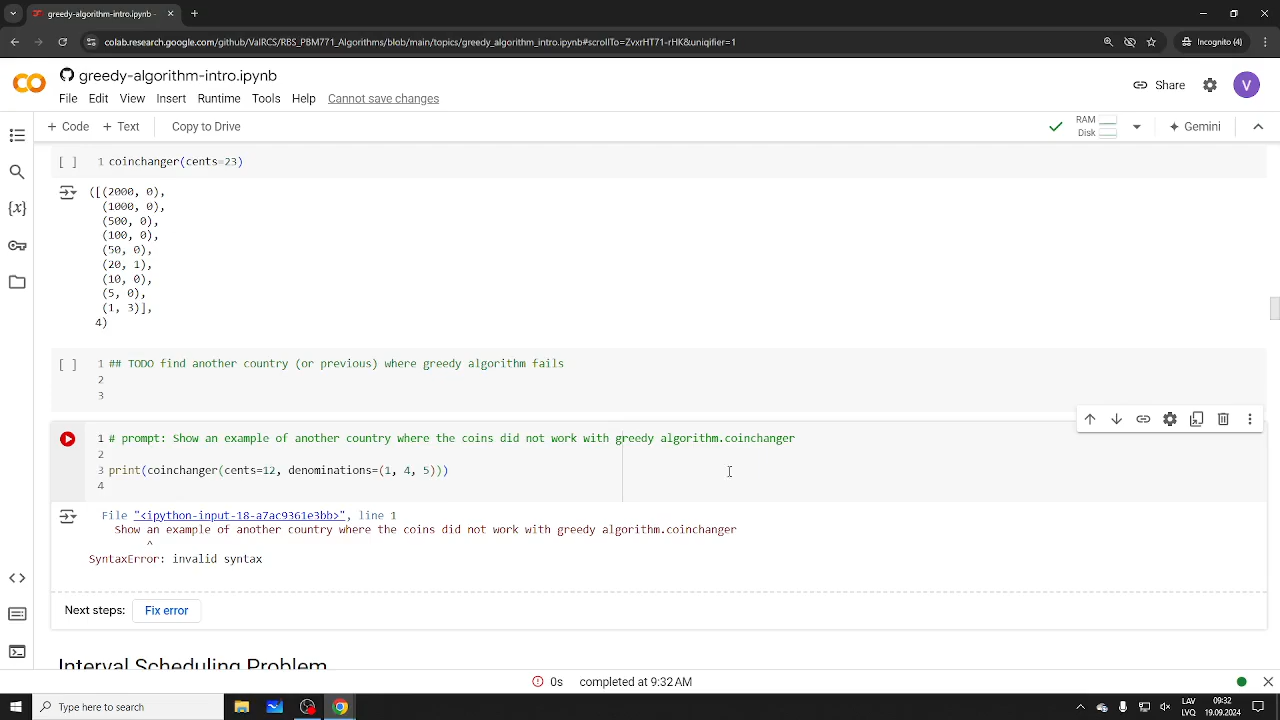 greedy-algorithm-intro.ipynb -
colab.research.google.com/github/ValRCS/RBS_PBM771_Algorithms/blob/main/topics/greedy_algorithm_intro.ipynb#scrollTo=ZvxrHT71-rHK&uniqifier=1
Incognito (4)
greedy-algorithm-intro.ipynb
Share
V
File Edit View Insert Runtime Tools Help Cannot save changes
+ Code + Text Copy to Drive
RAM
Disk
Gemini
[ ] 1 coinchanger(cents=23)
([(2000, 0),
(1000, 0),
(500, 0),
(100, 0),
(50, 0),
(20, 1),
(10, 0),
(5, 0),
(1, 3)],
4)
[ ] 1 ## TODO find another country (or previous) where greedy algorithm fails
2
3
1 # prompt: Show an example of another country where the coins did not work with greedy algorithm.coinchanger
2
3 print(coinchanger(cents=12, denominations=(1, 4, 5)))
4
File "<ipython-input-18-a7ac9361e3bb>", line 1
Show an example of another country where the coins did not work with greedy algorithm.coinchanger
^
SyntaxError: invalid syntax
Next steps: Fix error
Interval Scheduling Problem
0s completed at 9:32 AM
Type here to search
LAV
LVQ
09:32
19.09.2024